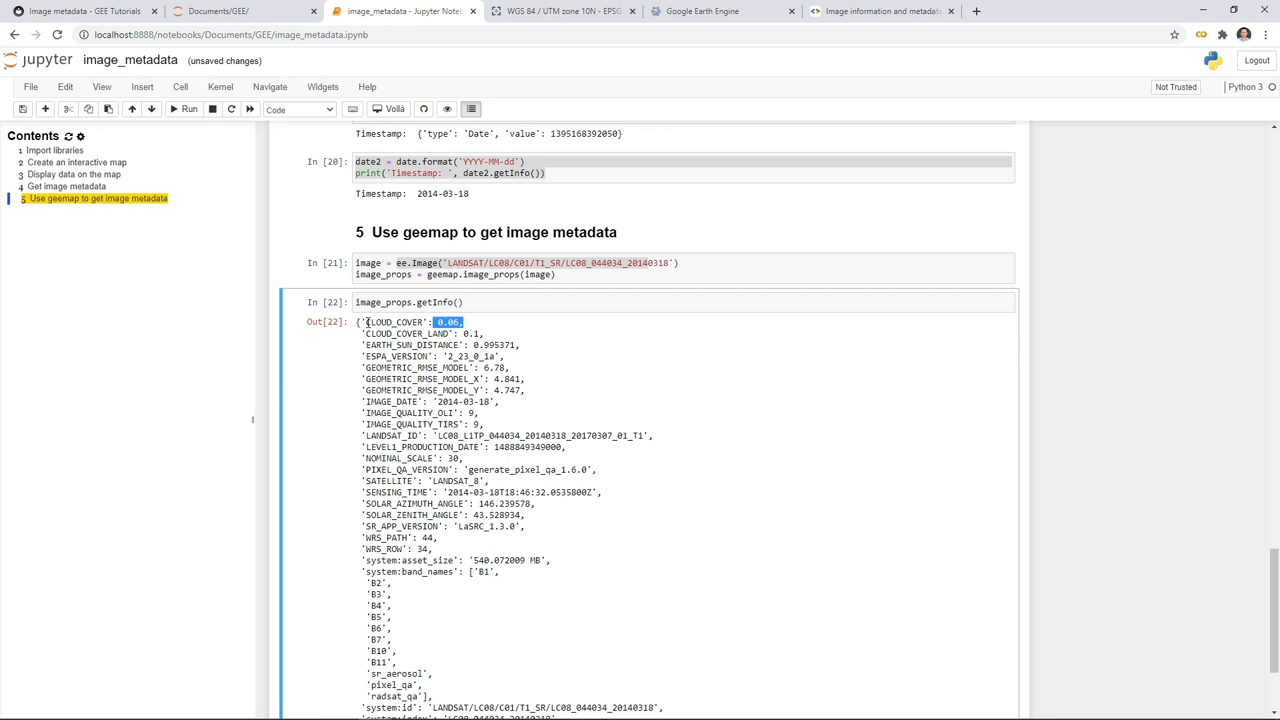 Image metadata - GEE Tutorials
Documents/GEE/
image_metadata - Jupyter Noteb
WGS 84 / UTM zone 10N - EPSG
Google Earth Engine
Image information and metadat
localhost:8888/notebooks/Documents/GEE/image_metadata.ipynb
jupyter image_metadata (unsaved changes)
Logout
File Edit View Insert Cell Kernel Navigate Widgets Help
Not Trusted
Python 3
Run
Code
Voilà
Contents
1 Import libraries
2 Create an interactive map
3 Display data on the map
4 Get image metadata
5 Use geemap to get image metadata
Timestamp:  {'type': 'Date', 'value': 1395168392050}
In [20]: date2 = date.format('YYYY-MM-dd')
print('Timestamp: ', date2.getInfo())
Timestamp:  2014-03-18
5 Use geemap to get image metadata
In [21]: image = ee.Image('LANDSAT/LC08/C01/T1_SR/LC08_044034_20140318')
image_props = geemap.image_props(image)
In [22]: image_props.getInfo()
Out[22]: {'CLOUD_COVER': 0.06,
'CLOUD_COVER_LAND': 0.1,
'EARTH_SUN_DISTANCE': 0.995371,
'ESPA_VERSION': '2_23_0_1a',
'GEOMETRIC_RMSE_MODEL': 6.78,
'GEOMETRIC_RMSE_MODEL_X': 4.841,
'GEOMETRIC_RMSE_MODEL_Y': 4.747,
'IMAGE_DATE': '2014-03-18',
'IMAGE_QUALITY_OLI': 9,
'IMAGE_QUALITY_TIRS': 9,
'LANDSAT_ID': 'LC08_L1TP_044034_20140318_20170307_01_T1',
'LEVEL1_PRODUCTION_DATE': 1488849349000,
'NOMINAL_SCALE': 30,
'PIXEL_QA_VERSION': 'generate_pixel_qa_1.6.0',
'SATELLITE': 'LANDSAT_8',
'SENSING_TIME': '2014-03-18T18:46:32.0535800Z',
'SOLAR_AZIMUTH_ANGLE': 146.239578,
'SOLAR_ZENITH_ANGLE': 43.528934,
'SR_APP_VERSION': 'LaSRC_1.3.0',
'WRS_PATH': 44,
'WRS_ROW': 34,
'system:asset_size': '540.072009 MB',
'system:band_names': ['B1',
'B2',
'B3',
'B4',
'B5',
'B6',
'B7',
'B10',
'B11',
'sr_aerosol',
'pixel_qa',
'radsat_qa'],
'system:id': 'LANDSAT/LC08/C01/T1_SR/LC08_044034_20140318',
'system:index': 'LC08_044034_20140318',